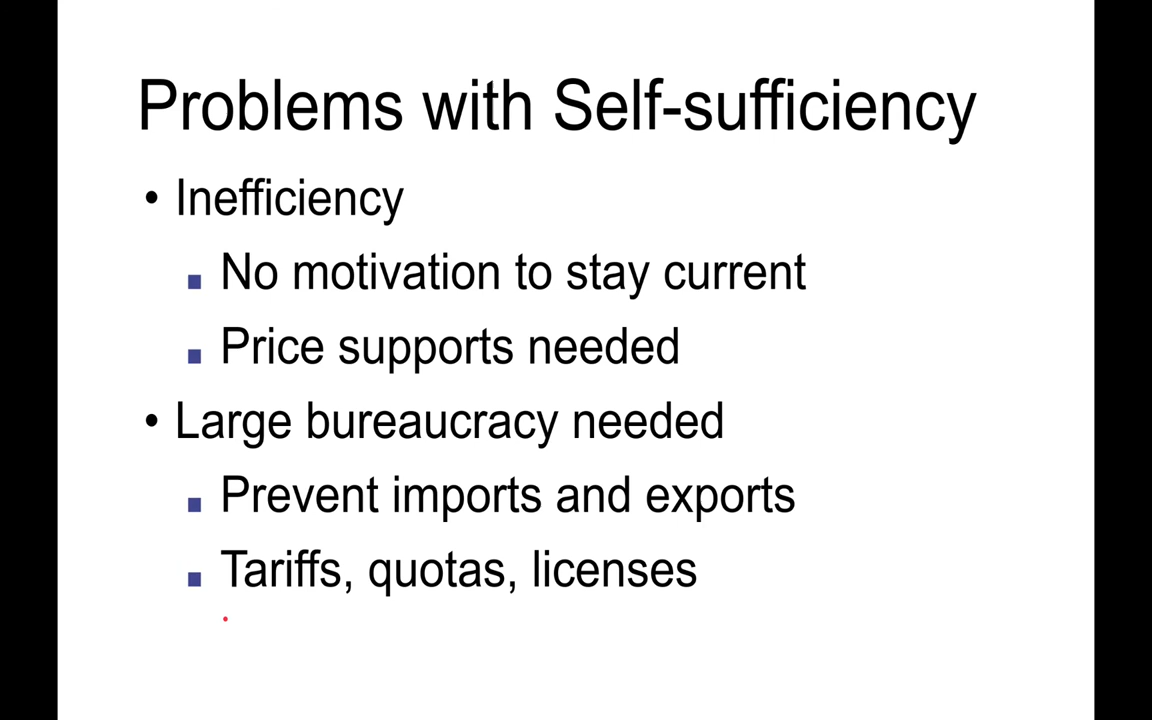 Problems with Self-sufficiency
• Inefficiency
▪ No motivation to stay current
▪ Price supports needed
• Large bureaucracy needed
▪ Prevent imports and exports
▪ Tariffs, quotas, licenses